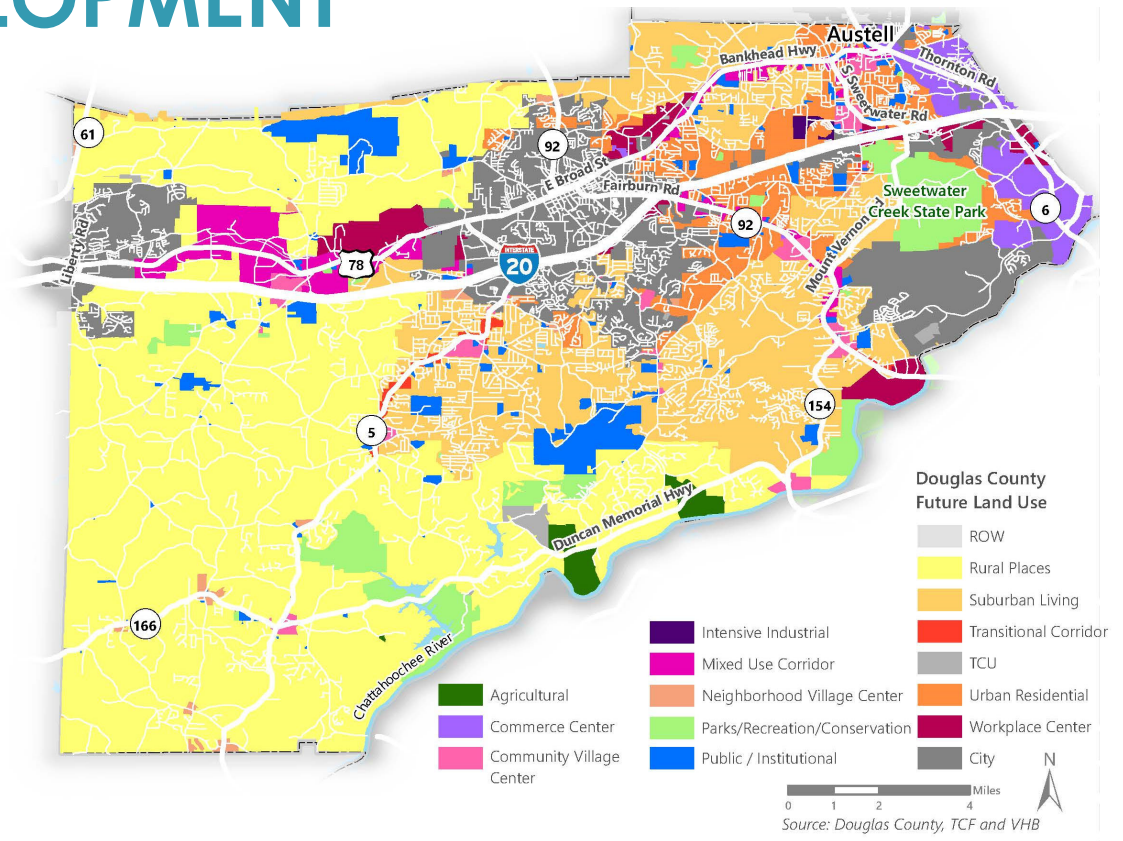 LOPMENT
Austell
Bankhead Hwy
Thornton Rd
S Sweetwater Rd
61
92
E Broad St
Fairburn Rd
Sweetwater
Creek State Park
6
92
Mount Vernon Rd
Liberty Rd
78
INTERSTATE
20
154
5
Duncan Memorial Hwy
166
Chattahoochee River
Douglas County
Future Land Use
ROW
Rural Places
Suburban Living
Transitional Corridor
TCU
Urban Residential
Workplace Center
City
Intensive Industrial
Mixed Use Corridor
Neighborhood Village Center
Parks/Recreation/Conservation
Public / Institutional
Agricultural
Commerce Center
Community Village
Center
N
Miles
0 1 2 4
Source: Douglas County, TCF and VHB